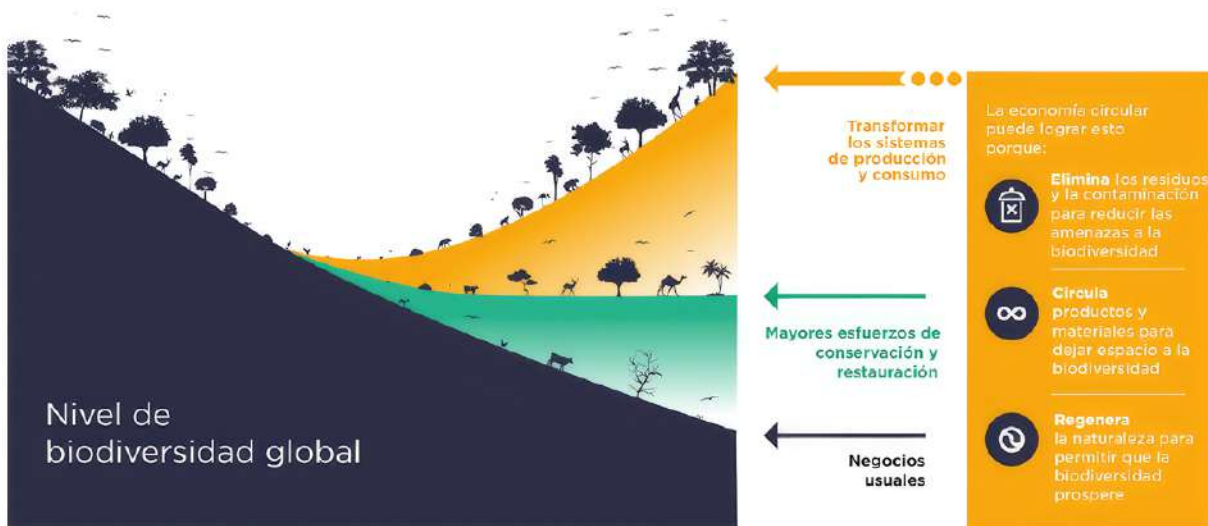 Nivel de
biodiversidad global
Transformar
los sistemas
de producción
y consumo
Mayores esfuerzos de
conservación y
restauración
Negocios
usuales
La economía circular
puede lograr esto
porque:
Elimina los residuos
y la contaminación
para reducir las
amenazas a la
biodiversidad
Circula
productos y
materiales para
dejar espacio a la
biodiversidad
Regenera
la naturaleza para
permitir que la
biodiversidad
prospere